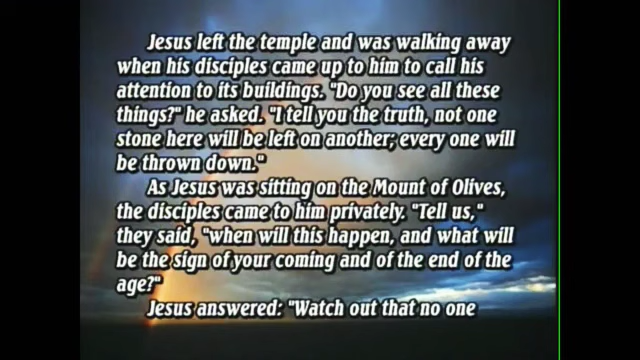 Jesus left the temple and was walking away
when his disciples came up to him to call his
attention to its buildings. "Do you see all these
things?" he asked. "I tell you the truth, not one
stone here will be left on another; every one will
be thrown down."
As Jesus was sitting on the Mount of Olives,
the disciples came to him privately. "Tell us,"
they said, "when will this happen, and what will
be the sign of your coming and of the end of the
age?"
Jesus answered: "Watch out that no one